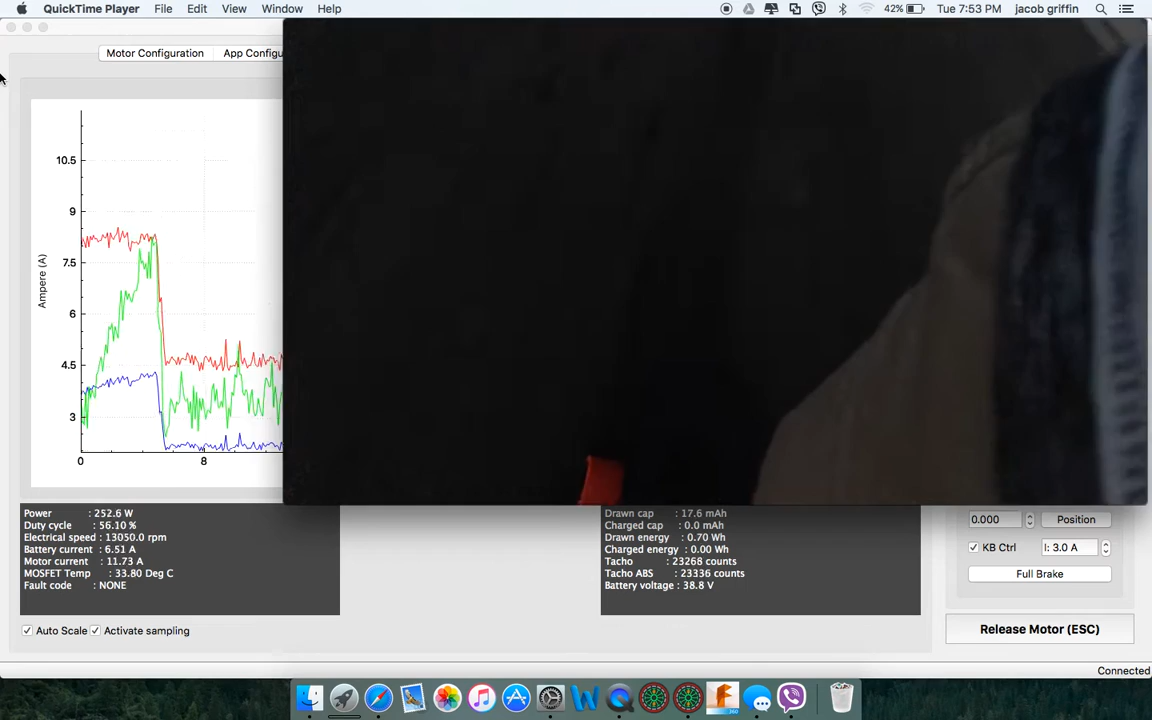 QuickTime Player File Edit View Window Help 42% Tue 7:53 PM jacob griffin
Motor Configuration App Configu
10.5
9
7.5
6
4.5
3
Ampere (A)
0 8
Power : 252.6 W
Duty cycle : 56.10 %
Electrical speed : 13050.0 rpm
Battery current : 6.51 A
Motor current : 11.73 A
MOSFET Temp : 33.80 Deg C
Fault code : NONE
Drawn cap : 17.6 mAh
Charged cap : 0.0 mAh
Drawn energy : 0.70 Wh
Charged energy : 0.00 Wh
Tacho : 23268 counts
Tacho ABS : 23336 counts
Battery voltage : 38.8 V
0.000 Position
KB Ctrl I: 3.0 A
Full Brake
Auto Scale Activate sampling
Release Motor (ESC)
Connected
360